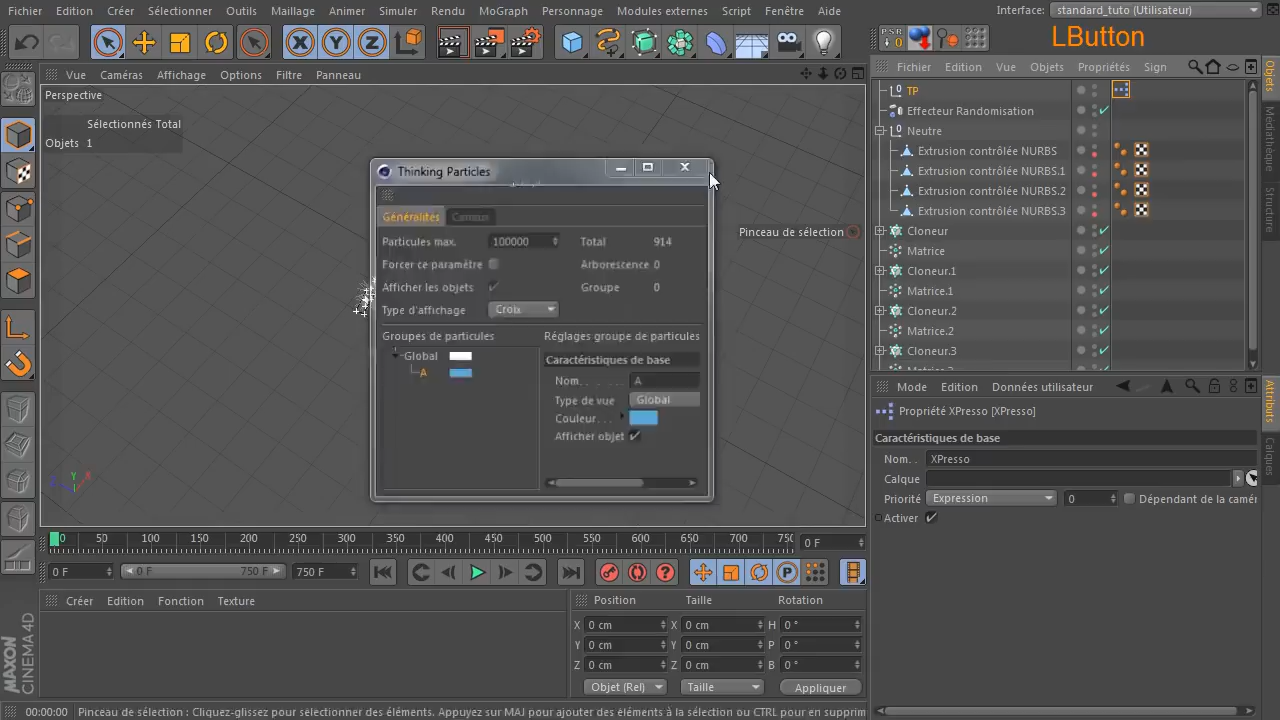 Fichier Edition Créer Sélectionner Outils Maillage Animer Simuler Rendu MoGraph Personnage Modules externes Script Fenêtre Aide
Interface: standard_tuto (Utilisateur)
PSR
LButton
Vue Caméras Affichage Options Filtre Panneau
Perspective
Sélectionnés Total
Objets 1
Pinceau de sélection
Thinking Particles
Généralités Canaux
Particules max. 100000 Total 914
Forcer ce paramètre Arborescence 0
Afficher les objets Groupe 0
Type d'affichage Croix
Groupes de particules Réglages groupe de particules
Global
A
Caractéristiques de base
Nom. . . . . . A
Type de vue Global
Couleur. . .
Afficher objet
X Y Z
Fichier Edition Vue Objets Propriétés Sign
TP
Effecteur Randomisation
Neutre
Extrusion contrôlée NURBS
Extrusion contrôlée NURBS.1
Extrusion contrôlée NURBS.2
Extrusion contrôlée NURBS.3
Cloneur
Matrice
Cloneur.1
Matrice.1
Cloneur.2
Matrice.2
Cloneur.3
Objets
Médiathèque
Structure
Mode Edition Données utilisateur
Propriété XPresso [XPresso]
Caractéristiques de base
Nom. . XPresso
Calque
Priorité Expression 0 Dépendant de la camér
Activer
Attributs
Calques
0 50 100 150 200 250 300 350 400 450 500 550 600 650 700 750 0 F
0 F 0 F 750 F 750 F
Créer Edition Fonction Texture
Position Taille Rotation
X 0 cm X 0 cm H 0 °
Y 0 cm Y 0 cm P 0 °
Z 0 cm Z 0 cm B 0 °
Objet (Rel) Taille Appliquer
MAXON
CINEMA 4D
00:00:00 Pinceau de sélection : Cliquez-glissez pour sélectionner des éléments. Appuyez sur MAJ pour ajouter des éléments à la sélection ou CTRL pour en supprim